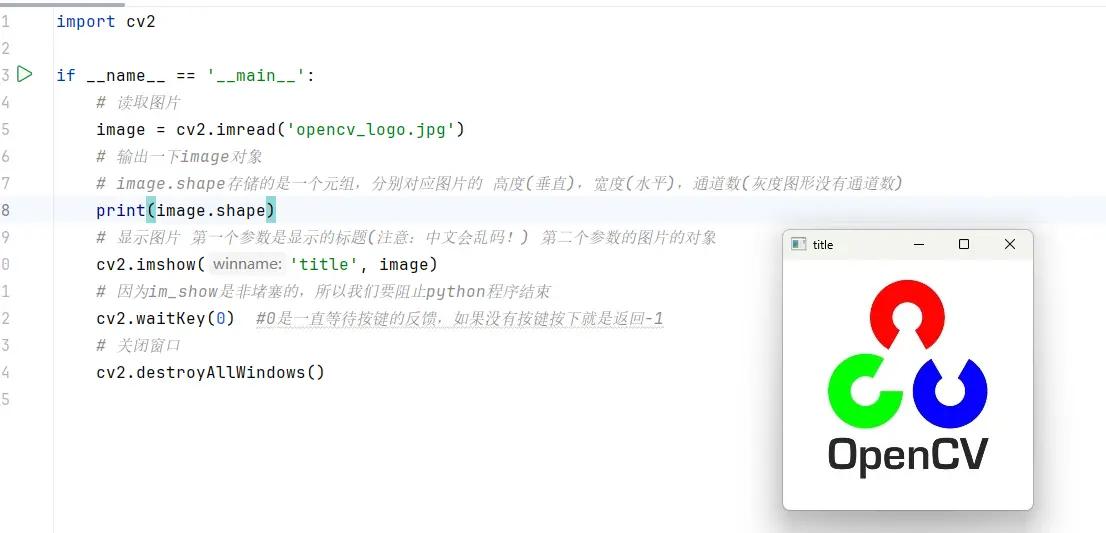 1 import cv2
2
3 if __name__ == '__main__':
4 # 读取图片
5 image = cv2.imread('opencv_logo.jpg')
6 # 输出一下image对象
7 # image.shape存储的是一个元组，分别对应图片的 高度(垂直)，宽度(水平)，通道数(灰度图形没有通道数)
8 print(image.shape)
9 # 显示图片 第一个参数是显示的标题(注意：中文会乱码！) 第二个参数的图片的对象
0 cv2.imshow( winname: 'title', image)
1 # 因为im_show是非堵塞的，所以我们要阻止python程序结束
2 cv2.waitKey(0) #0是一直等待按键的反馈，如果没有按键按下就是返回-1
3 # 关闭窗口
4 cv2.destroyAllWindows()
5
title
OpenCV